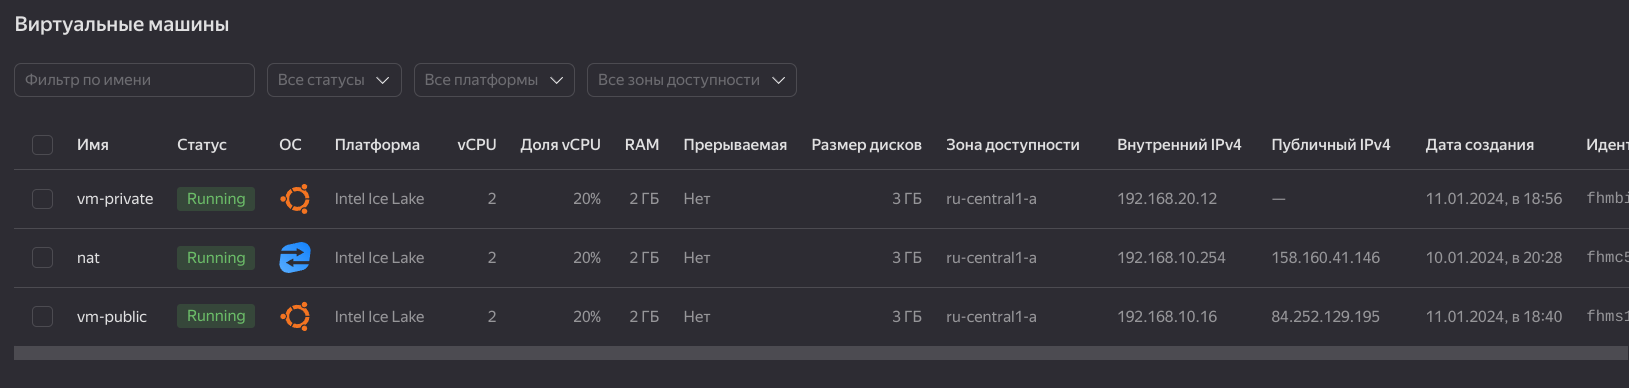 Виртуальные машины
Фильтр по имени Все статусы Все платформы Все зоны доступности
Имя Статус ОС Платформа vCPU Доля vCPU RAM Прерываемая Размер дисков Зона доступности Внутренний IPv4 Публичный IPv4 Дата создания Идент
vm-private Running Intel Ice Lake 2 20% 2 ГБ Нет 3 ГБ ru-central1-a 192.168.20.12 — 11.01.2024, в 18:56 fhmbi
nat Running Intel Ice Lake 2 20% 2 ГБ Нет 3 ГБ ru-central1-a 192.168.10.254 158.160.41.146 10.01.2024, в 20:28 fhmc5
vm-public Running Intel Ice Lake 2 20% 2 ГБ Нет 3 ГБ ru-central1-a 192.168.10.16 84.252.129.195 11.01.2024, в 18:40 fhms1